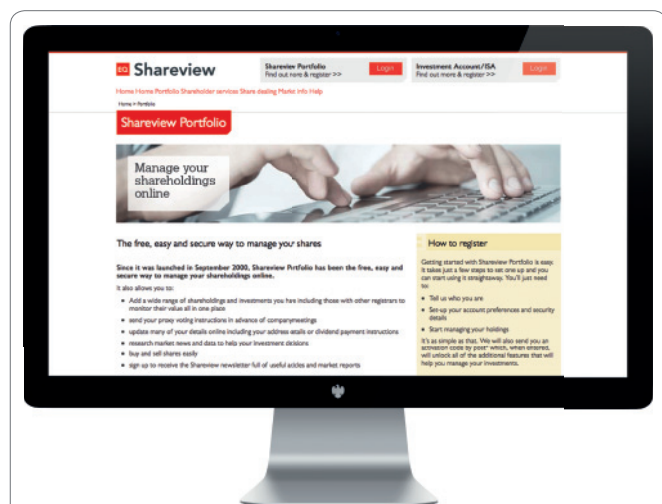 EQ Shareview
Shareview Portfolio
Find out nore & register >>
Login
Investment Account/ISA
Find out more & register >>
Login
Home Home Portfolio Shareholder services Share dealing Markt info Help
Home > Portfolio
Shareview Portfolio
Manage your
shareholdings
online
The free, easy and secure way to manage your shares
Since it was launched in September 2000, Shareview Prtfolio has been the free, easy and
secure way to manage your shareholdings online.
It also allows you to:
• Add a wide range of shareholdings and investments you hae including those with other registrars to
monitor their value all in one place
• send your proxy voting instructions in advance of companymeetings
• update many of your details online including your address etails or dividend payment instructions
• research market news and data to help your investment deisions
• buy and sell shares easily
• sign up to receive the Shareview newsletter full of useful aticles and market reports
How to register
Getting started with Shareview Portfolio is easy.
It takes just a few steps to set one up and you
can start using it straightaway. You'll just need
to:
• Tell us who you are
• Set-up your account preferences and security
details
• Start managing your holdings
It's as simple as that. We will also send you an
activation code by post* which, when entered,
will unlock all of the additional features that will
help you manage your investments.